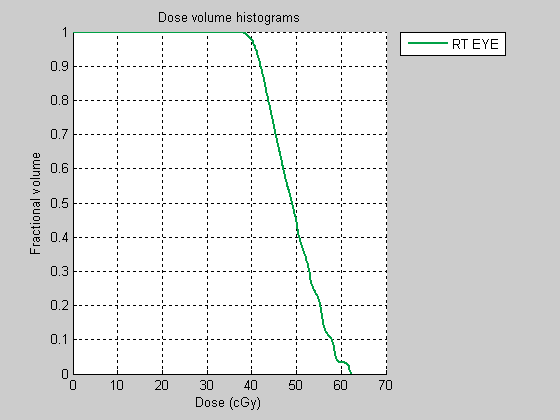 Dose volume histograms
RT EYE
Fractional volume
1
0.9
0.8
0.7
0.6
0.5
0.4
0.3
0.2
0.1
0
0 10 20 30 40 50 60 70
Dose (cGy)